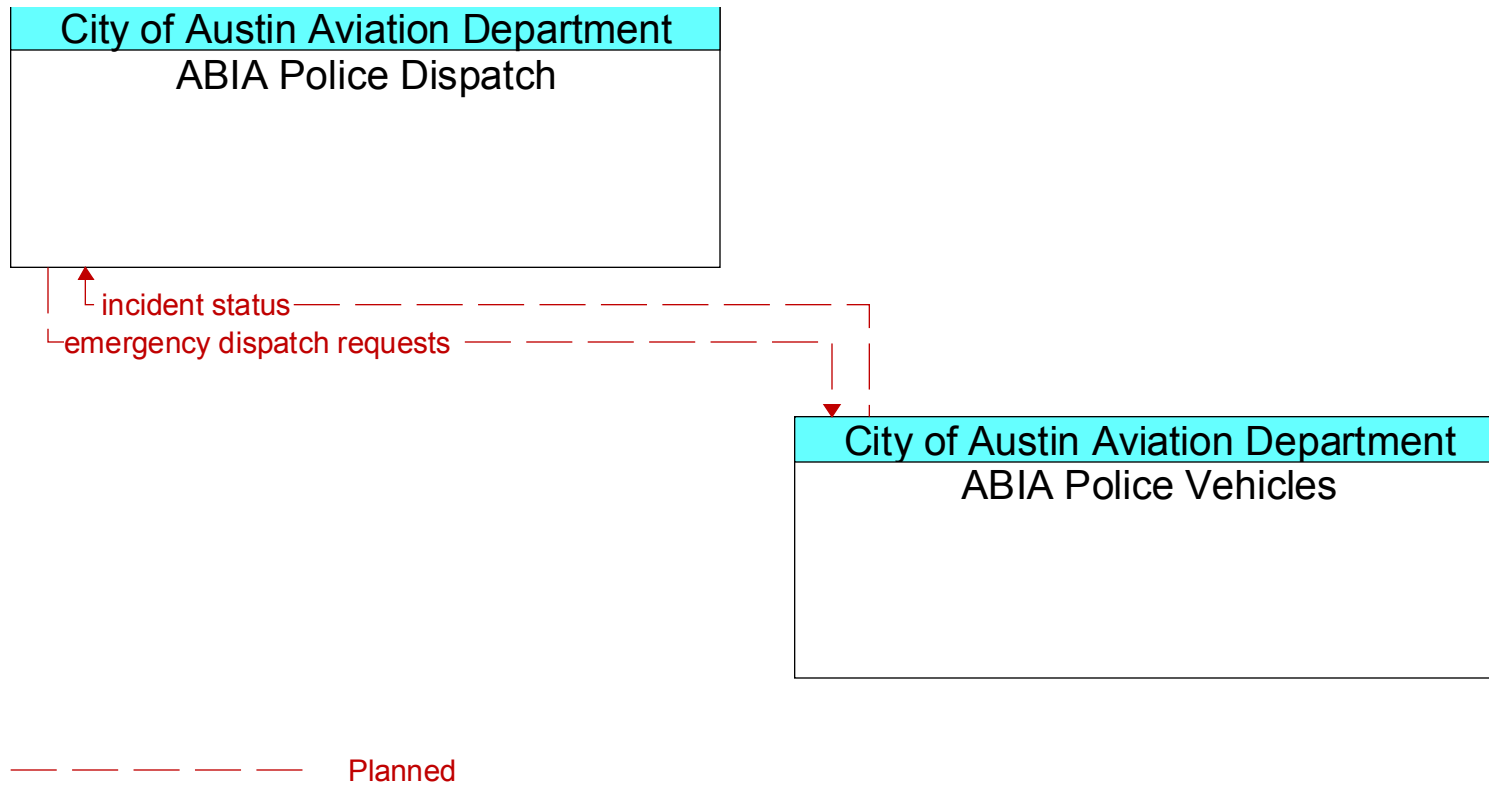 City of Austin Aviation Department
ABIA Police Dispatch
incident status
emergency dispatch requests
City of Austin Aviation Department
ABIA Police Vehicles
Planned